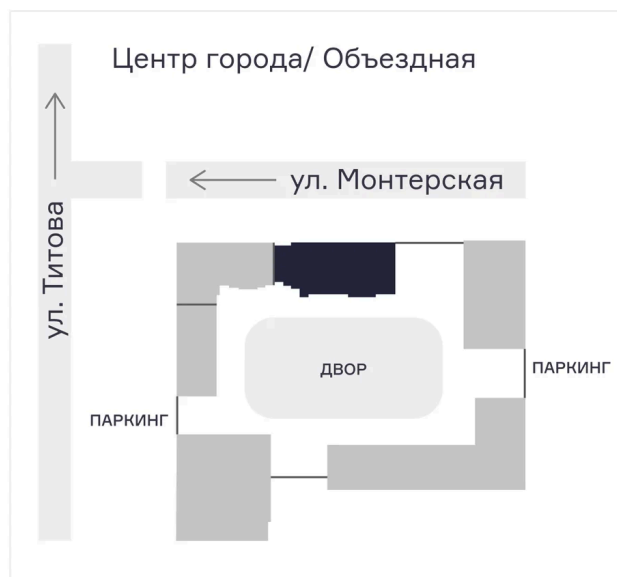 Центр города/ Объездная
ул. Монтерская
ул. Титова
ДВОР
ПАРКИНГ
ПАРКИНГ